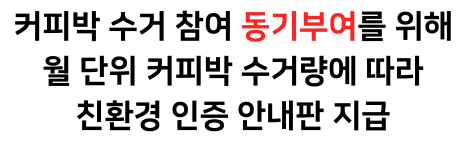 커피박 수거 참여 동기부여를 위해
월 단위 커피박 수거량에 따라
친환경 인증 안내판 지급